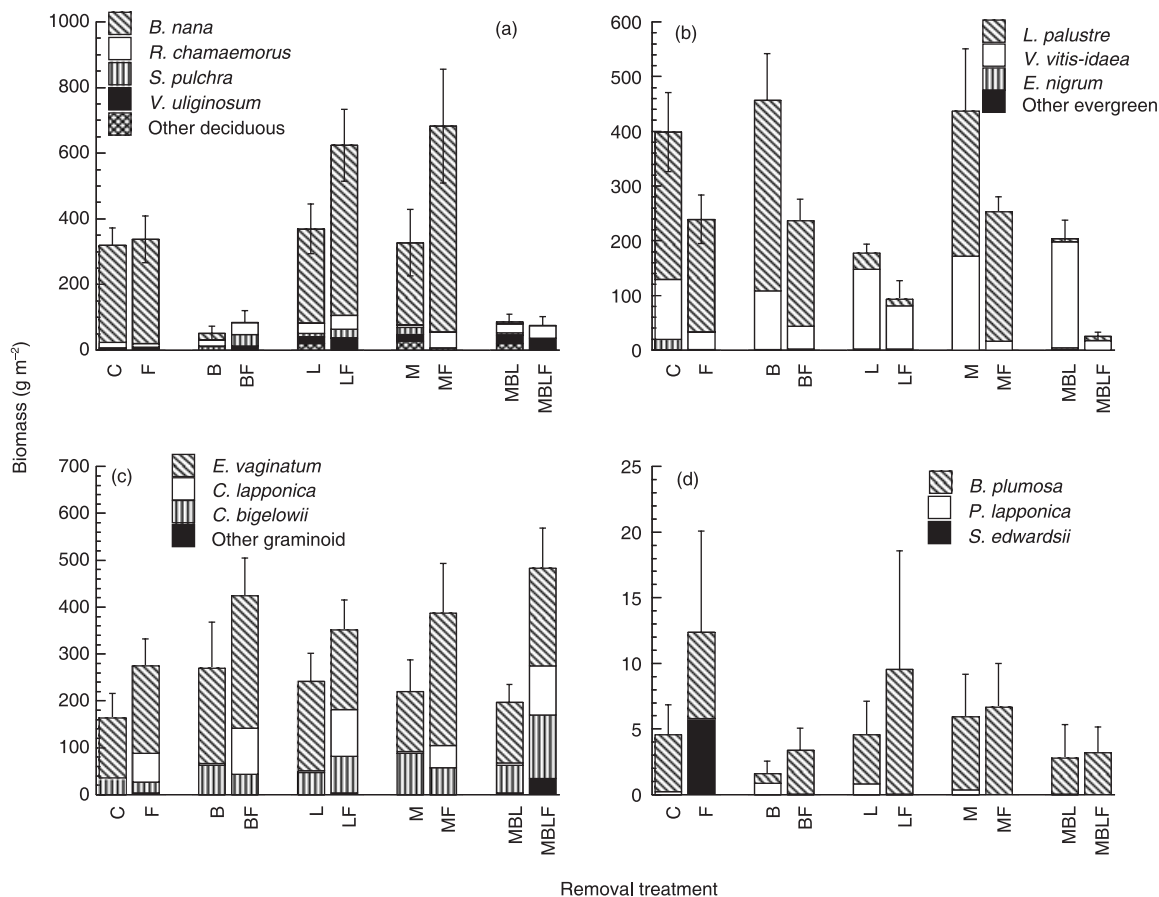 1000
800
600
400
200
0
B. nana
R. chamaemorus
S. pulchra
V. uliginosum
Other deciduous
(a)
C F B BF L LF M MF MBL MBLF
600
500
400
300
200
100
0
(b)
L. palustre
V. vitis-idaea
E. nigrum
Other evergreen
C F B BF L LF M MF MBL MBLF
Biomass (g m⁻²)
700
600
500
400
300
200
100
0
(c)
E. vaginatum
C. lapponica
C. bigelowii
Other graminoid
C F B BF L LF M MF MBL MBLF
25
20
15
10
5
0
(d)
B. plumosa
P. lapponica
S. edwardsii
C F B BF L LF M MF MBL MBLF
Removal treatment